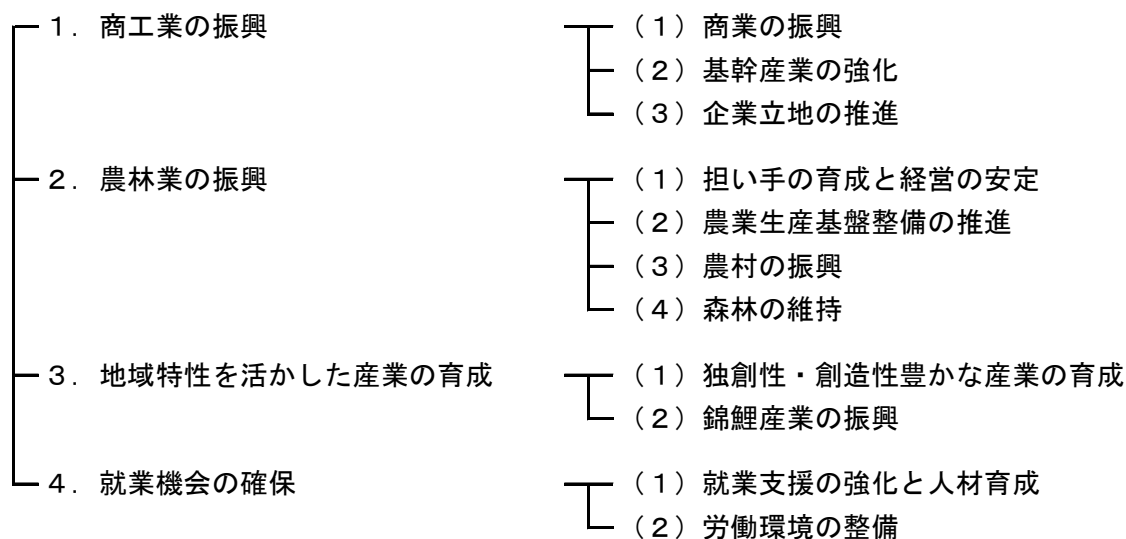 1．商工業の振興
（1）商業の振興
（2）基幹産業の強化
（3）企業立地の推進
2．農林業の振興
（1）担い手の育成と経営の安定
（2）農業生産基盤整備の推進
（3）農村の振興
（4）森林の維持
3．地域特性を活かした産業の育成
（1）独創性・創造性豊かな産業の育成
（2）錦鯉産業の振興
4．就業機会の確保
（1）就業支援の強化と人材育成
（2）労働環境の整備